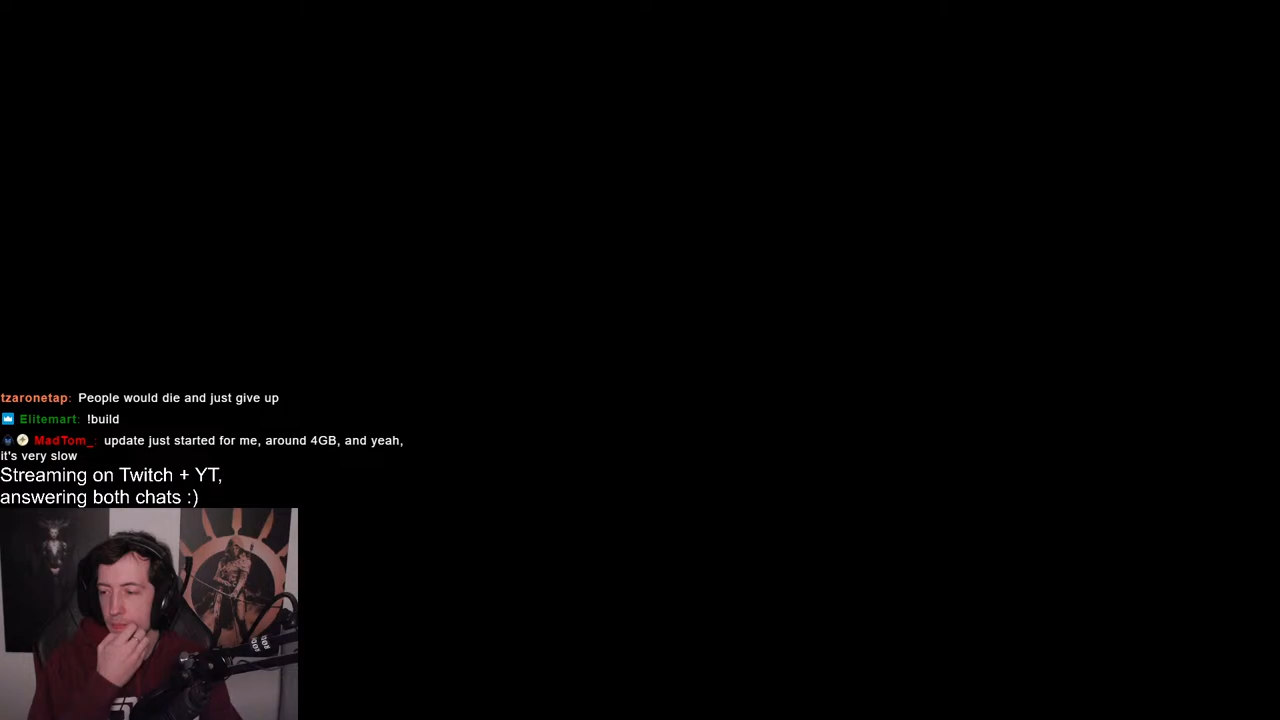 tzaronetap: People would die and just give up
Elitemart: !build
MadTom_: update just started for me, around 4GB, and yeah,
it's very slow
Streaming on Twitch + YT,
answering both chats :)